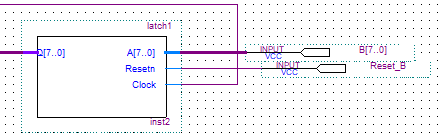 latch1
Q[7..0] A[7..0]
Resetn
Clock
inst2
INPUT
VCC
B[7..0]
INPUT
VCC
Reset_B